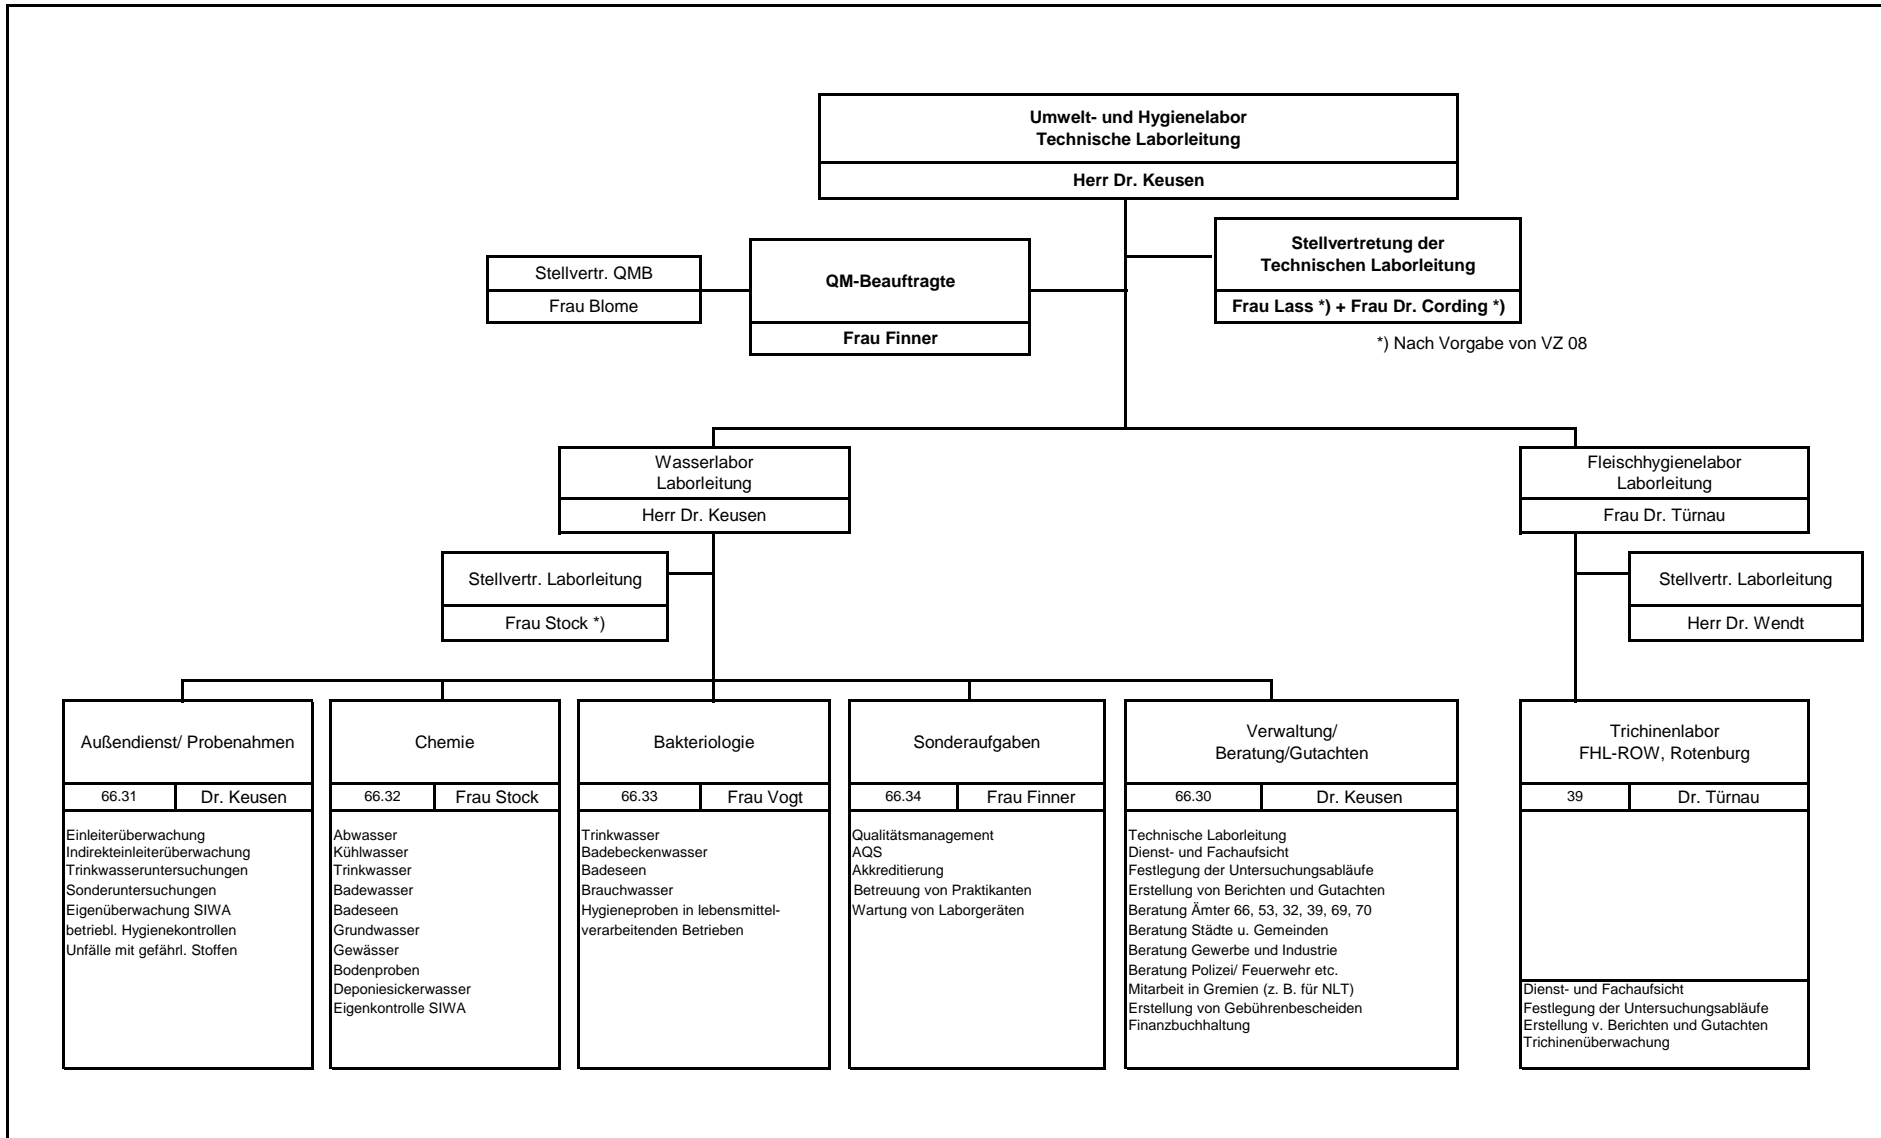 Umwelt- und Hygienelabor
Technische Laborleitung
Herr Dr. Keusen
Stellvertretung der
Technischen Laborleitung
Frau Lass *) + Frau Dr. Cording *)
*) Nach Vorgabe von VZ 08
QM-Beauftragte
Frau Finner
Stellvertr. QMB
Frau Blome
Wasserlabor
Laborleitung
Herr Dr. Keusen
Fleischhygienelabor
Laborleitung
Frau Dr. Türnau
Stellvertr. Laborleitung
Frau Stock *)
Stellvertr. Laborleitung
Herr Dr. Wendt
Außendienst/ Probenahmen
66.31 Dr. Keusen
Einleiterüberwachung
Indirekteinleiterüberwachung
Trinkwasseruntersuchungen
Sonderuntersuchungen
Eigenüberwachung SIWA
betriebl. Hygienekontrollen
Unfälle mit gefährl. Stoffen
Chemie
66.32 Frau Stock
Abwasser
Kühlwasser
Trinkwasser
Badewasser
Badeseen
Grundwasser
Gewässer
Bodenproben
Deponiesickerwasser
Eigenkontrolle SIWA
Bakteriologie
66.33 Frau Vogt
Trinkwasser
Badebeckenwasser
Badeseen
Brauchwasser
Hygieneproben in lebensmittel-
verarbeitenden Betrieben
Sonderaufgaben
66.34 Frau Finner
Qualitätsmanagement
AQS
Akkreditierung
Betreuung von Praktikanten
Wartung von Laborgeräten
Verwaltung/
Beratung/Gutachten
66.30 Dr. Keusen
Technische Laborleitung
Dienst- und Fachaufsicht
Festlegung der Untersuchungsabläufe
Erstellung von Berichten und Gutachten
Beratung Ämter 66, 53, 32, 39, 69, 70
Beratung Städte u. Gemeinden
Beratung Gewerbe und Industrie
Beratung Polizei/ Feuerwehr etc.
Mitarbeit in Gremien (z. B. für NLT)
Erstellung von Gebührenbescheiden
Finanzbuchhaltung
Trichinenlabor
FHL-ROW, Rotenburg
39 Dr. Türnau
Dienst- und Fachaufsicht
Festlegung der Untersuchungsabläufe
Erstellung v. Berichten und Gutachten
Trichinenüberwachung